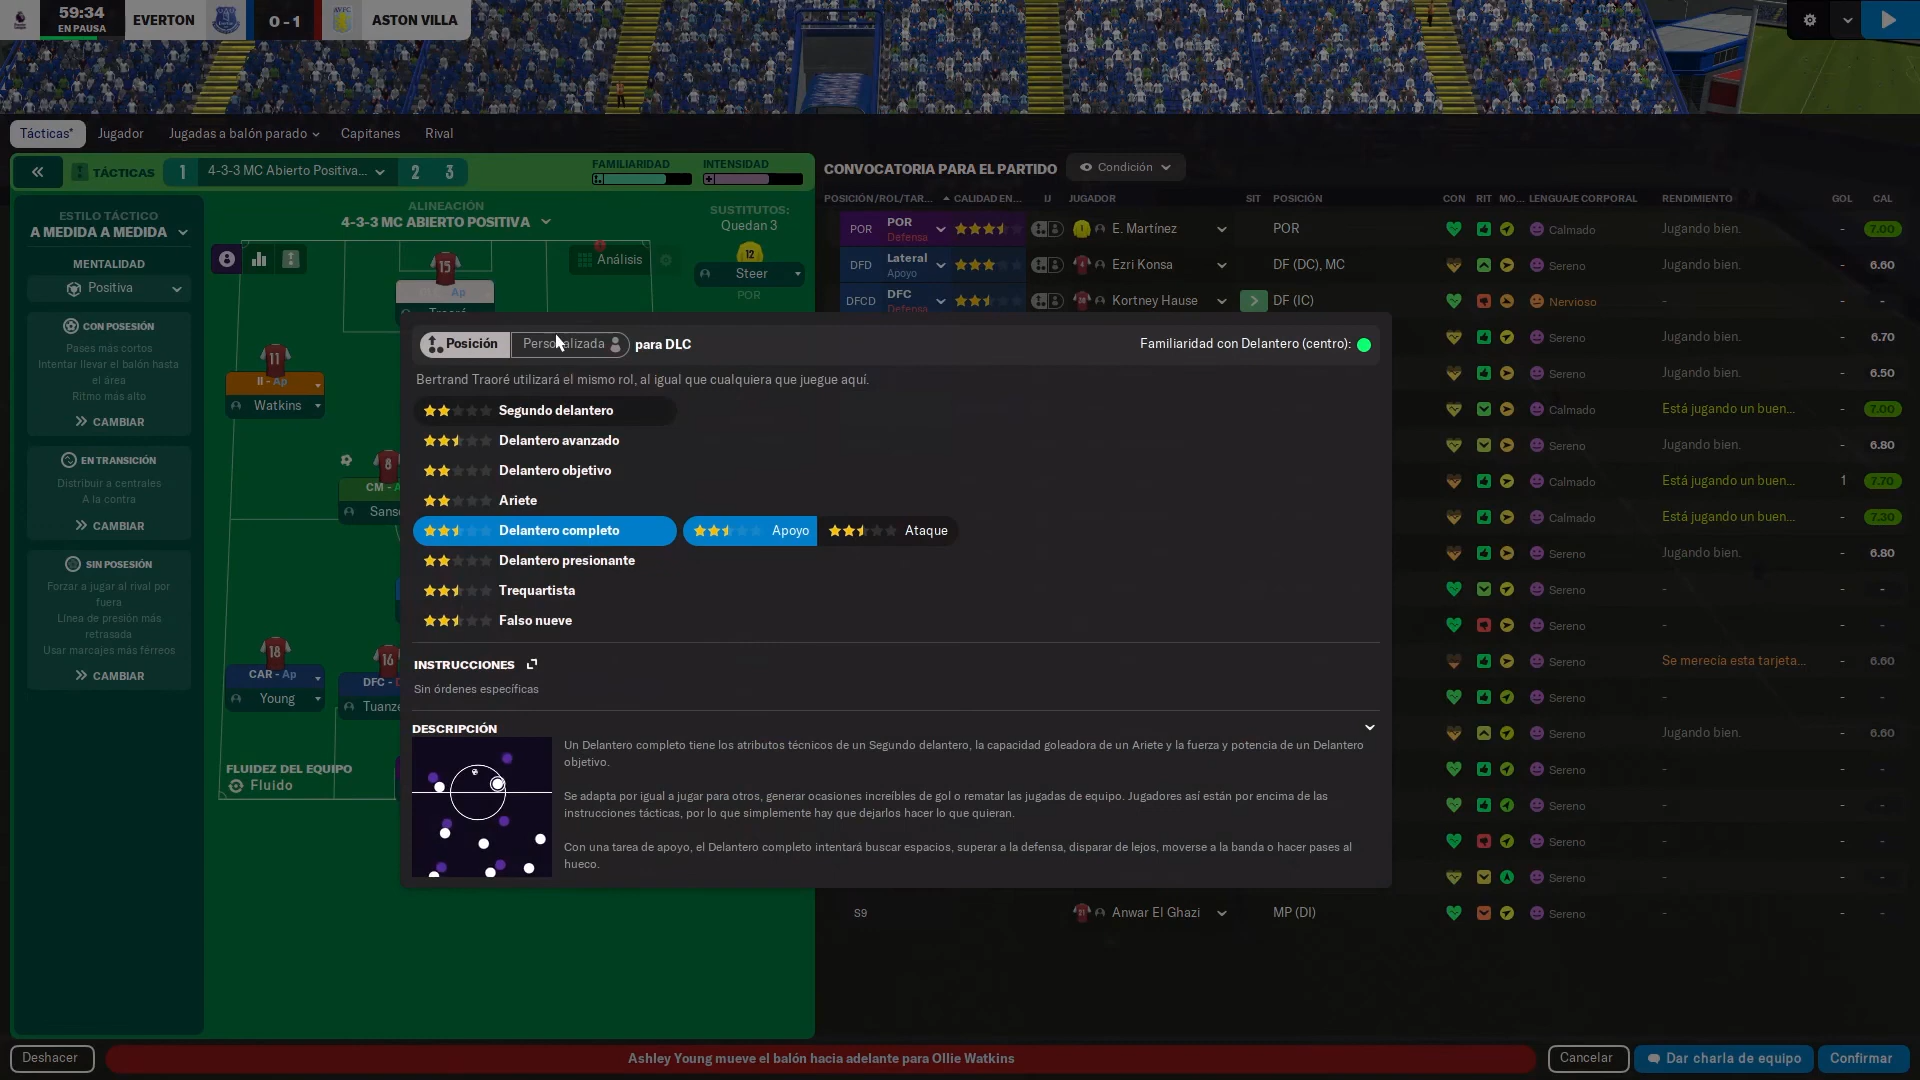 59:34
EN PAUSA
EVERTON
0 - 1
ASTON VILLA
Tácticas*
Jugador
Jugadas a balón parado
Capitanes
Rival
TÁCTICAS
1
4-3-3 MC Abierto Positiva...
2
3
FAMILIARIDAD
INTENSIDAD
ESTILO TÁCTICO
A MEDIDA A MEDIDA
MENTALIDAD
Positiva
CON POSESIÓN
Pases más cortos
Intentar llevar el balón hasta
el área
Ritmo más alto
CAMBIAR
EN TRANSICIÓN
Distribuir a centrales
A la contra
CAMBIAR
SIN POSESIÓN
Forzar a jugar al rival por
fuera
Línea de presión más
retrasada
Usar marcajes más férreos
CAMBIAR
ALINEACIÓN
4-3-3 MC ABIERTO POSITIVA
SUSTITUTOS:
Quedan 3
Análisis
12
Steer
POR
15
Ap
11
II - Ap
Watkins
8
CM - A
Sans
18
CAR - Ap
Young
16
DFC -
Tuanze
FLUIDEZ DEL EQUIPO
Fluido
CONVOCATORIA PARA EL PARTIDO
Condición
POSICIÓN/ROL/TAR... CALIDAD EN... IJ JUGADOR SIT POSICIÓN CON RIT MO... LENGUAJE CORPORAL RENDIMIENTO GOL CAL
POR POR Defensa E. Martínez POR Calmado Jugando bien. - 7.00
DFD Lateral Apoyo Ezri Konsa DF (DC), MC Sereno Jugando bien. - 6.60
DFCD DFC Defensa Kortney Hause DF (IC) Nervioso - - -
Sereno Jugando bien. - 6.70
Sereno Jugando bien. - 6.50
Calmado Está jugando un buen... - 7.00
Sereno Jugando bien. - 6.80
Calmado Está jugando un buen... 1 7.70
Calmado Está jugando un buen... - 7.30
Sereno Jugando bien. - 6.80
Sereno - - -
Sereno - - -
Sereno Se merecía esta tarjeta... - 6.60
Sereno - - -
Sereno Jugando bien. - 6.60
Sereno - - -
Sereno - - -
Sereno - - -
Sereno - - -
S9 Anwar El Ghazi MP (DI) Sereno - - -
Posición
Personalizada
para DLC
Familiaridad con Delantero (centro):
Bertrand Traoré utilizará el mismo rol, al igual que cualquiera que juegue aquí.
Segundo delantero
Delantero avanzado
Delantero objetivo
Ariete
Delantero completo
Apoyo
Ataque
Delantero presionante
Trequartista
Falso nueve
INSTRUCCIONES
Sin órdenes específicas
DESCRIPCIÓN
Un Delantero completo tiene los atributos técnicos de un Segundo delantero, la capacidad goleadora de un Ariete y la fuerza y potencia de un Delantero
objetivo.
Se adapta por igual a jugar para otros, generar ocasiones increíbles de gol o rematar las jugadas de equipo. Jugadores así están por encima de las
instrucciones tácticas, por lo que simplemente hay que dejarlos hacer lo que quieran.
Con una tarea de apoyo, el Delantero completo intentará buscar espacios, superar a la defensa, disparar de lejos, moverse a la banda o hacer pases al
hueco.
Deshacer
Ashley Young mueve el balón hacia adelante para Ollie Watkins
Cancelar
Dar charla de equipo
Confirmar